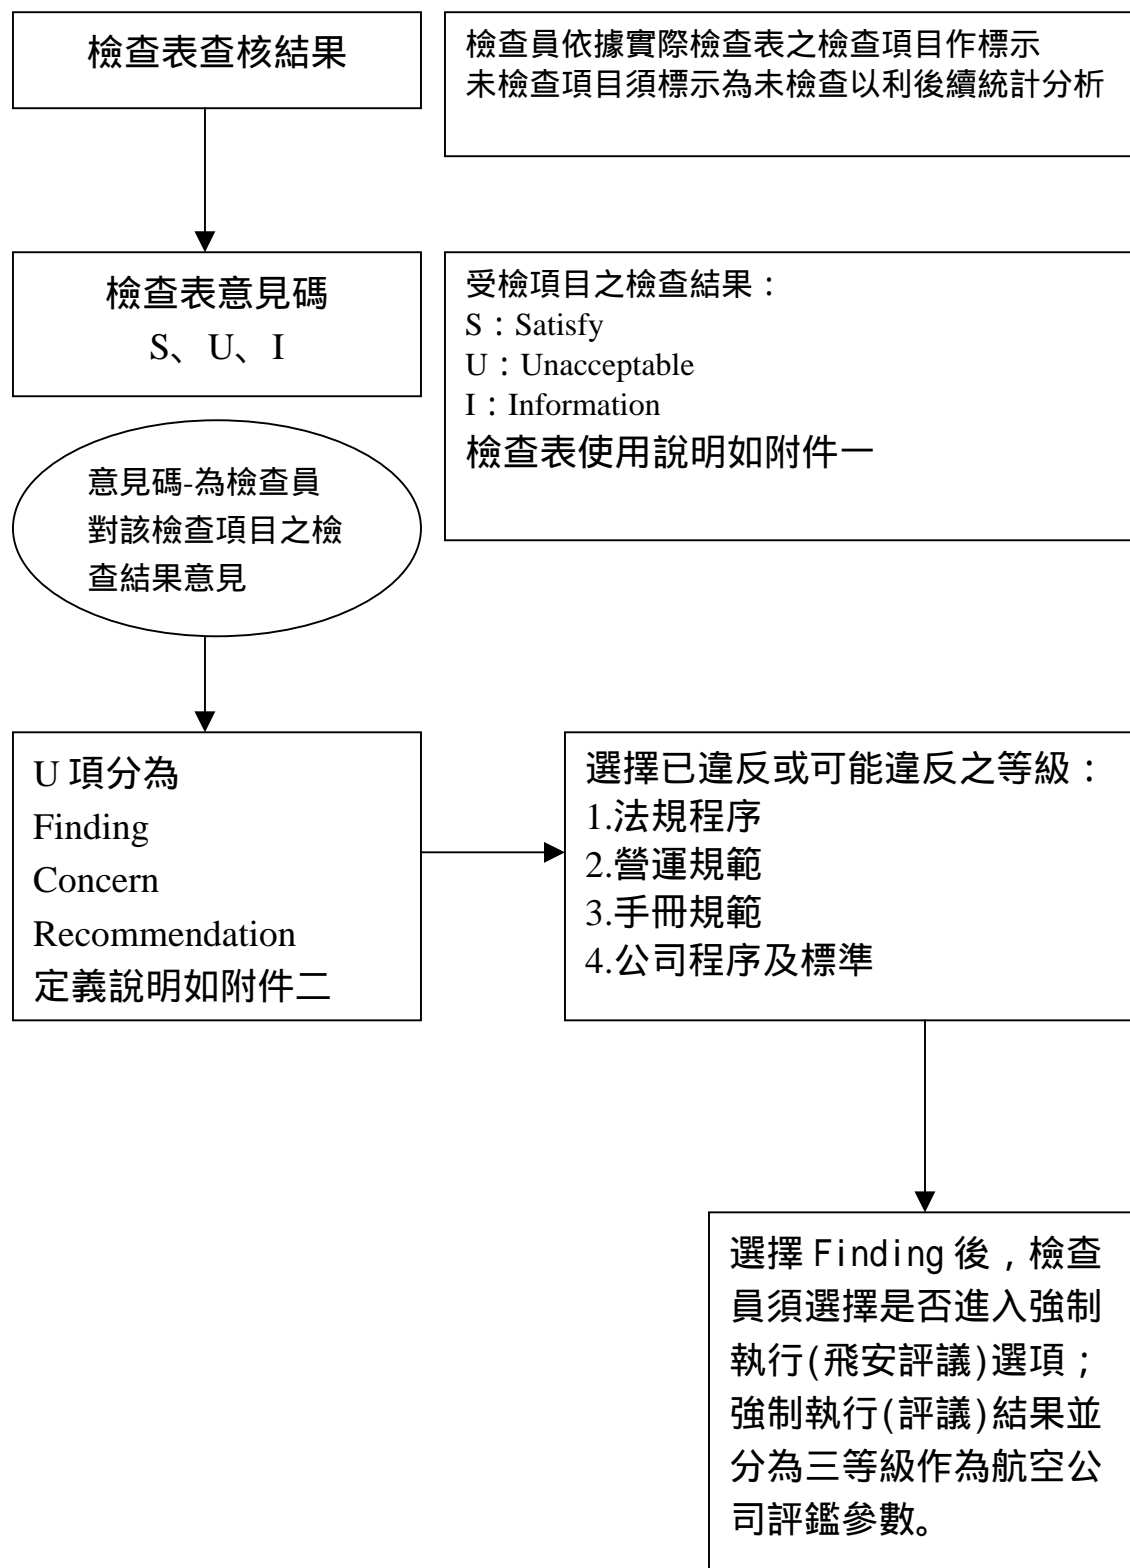 檢查表查核結果
檢查員依據實際檢查表之檢查項目作標示
未檢查項目須標示為未檢查以利後續統計分析
檢查表意見碼
S、U、I
受檢項目之檢查結果：
S：Satisfy
U：Unacceptable
I：Information
檢查表使用說明如附件一
意見碼-為檢查員
對該檢查項目之檢
查結果意見
U 項分為
Finding
Concern
Recommendation
定義說明如附件二
選擇已違反或可能違反之等級：
1.法規程序
2.營運規範
3.手冊規範
4.公司程序及標準
選擇 Finding 後，檢查
員須選擇是否進入強制
執行(飛安評議)選項；
強制執行(評議)結果並
分為三等級作為航空公
司評鑑參數。